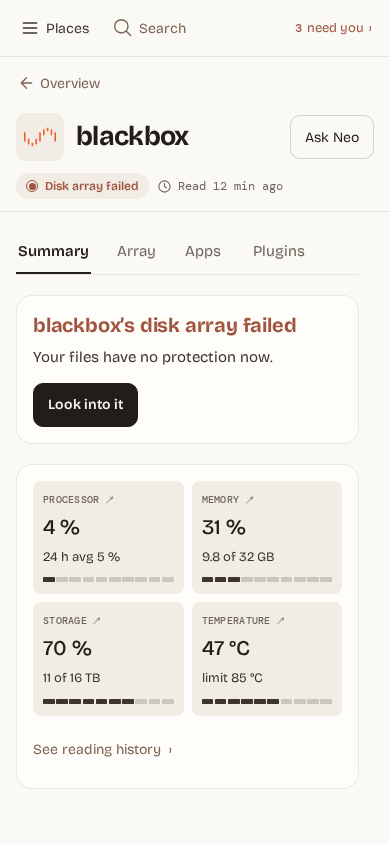 Places
Search
3 need you ›
Overview
blackbox
Ask Neo
Disk array failed
Read 12 min ago
Summary
Array
Apps
Plugins
blackbox's disk array failed
Your files have no protection now.
Look into it
PROCESSOR ↗
4 %
24 h avg 5 %
MEMORY ↗
31 %
9.8 of 32 GB
STORAGE ↗
70 %
11 of 16 TB
TEMPERATURE ↗
47 °C
limit 85 °C
See reading history ›